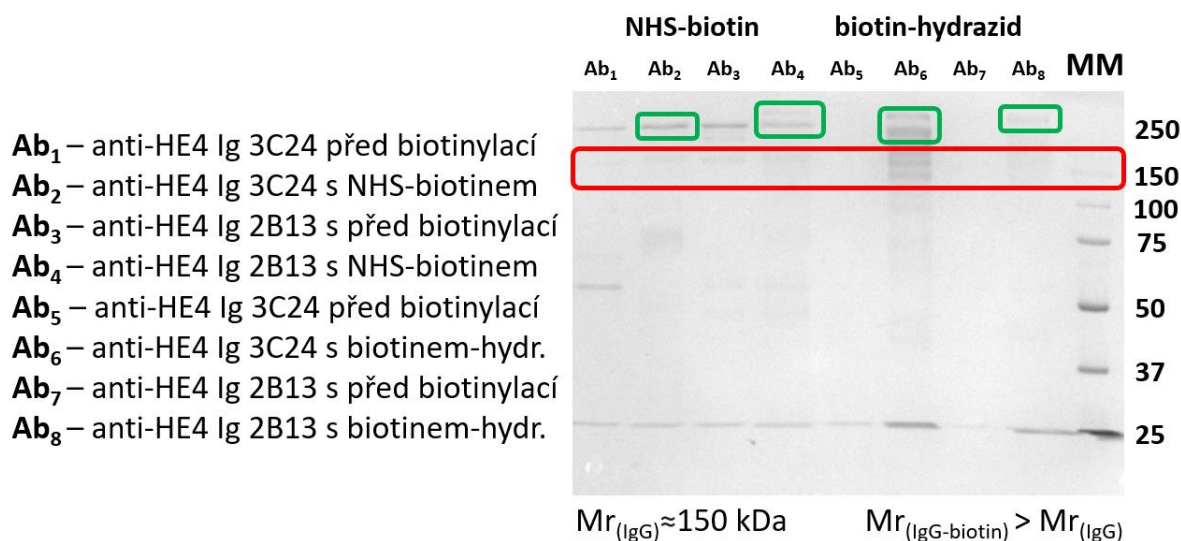 NHS-biotin biotin-hydrazid
Ab₁ Ab₂ Ab₃ Ab₄ Ab₅ Ab₆ Ab₇ Ab₈ MM
Ab₁ – anti-HE4 Ig 3C24 před biotinylací
Ab₂ – anti-HE4 Ig 3C24 s NHS-biotinem
Ab₃ – anti-HE4 Ig 2B13 s před biotinylací
Ab₄ – anti-HE4 Ig 2B13 s NHS-biotinem
Ab₅ – anti-HE4 Ig 3C24 před biotinylací
Ab₆ – anti-HE4 Ig 3C24 s biotinem-hydr.
Ab₇ – anti-HE4 Ig 2B13 s před biotinylací
Ab₈ – anti-HE4 Ig 2B13 s biotinem-hydr.
250
150
100
75
50
37
25
Mr(IgG)≈150 kDa Mr(IgG-biotin) > Mr(IgG)